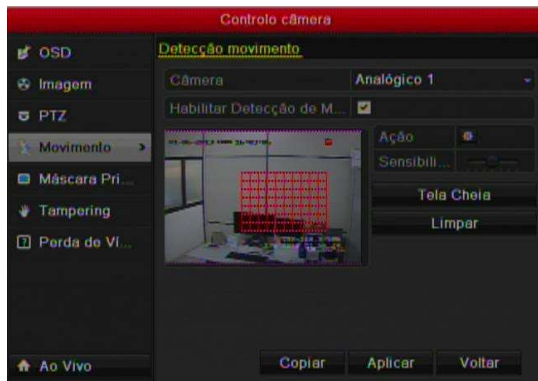 Controlo câmera
OSD
Imagem
PTZ
Movimento
Máscara Pri...
Tampering
Perda de Ví...
Ao Vivo
Detecção movimento
Câmera
Analógico 1
Habilitar Detecção de M...
Ação
Sensibili...
Tela Cheia
Limpar
Copiar
Aplicar
Voltar